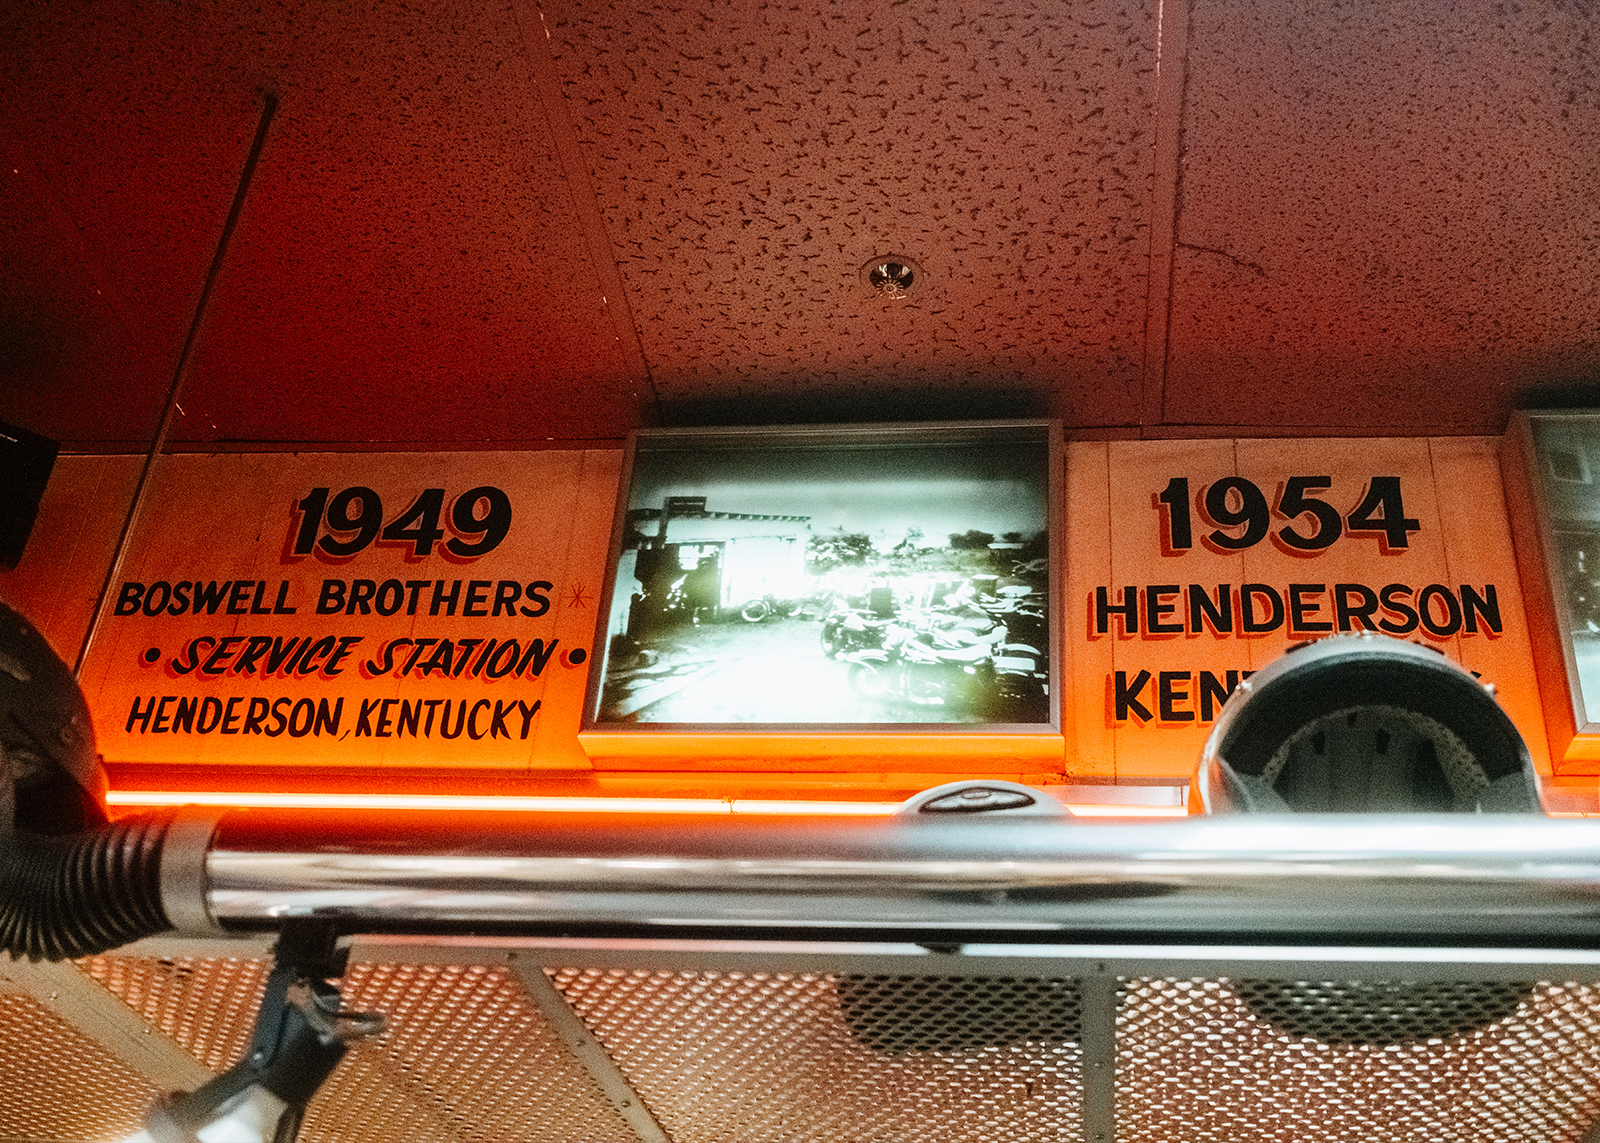 1949
BOSWELL BROTHERS
• SERVICE STATION •
HENDERSON, KENTUCKY
1954
HENDERSON